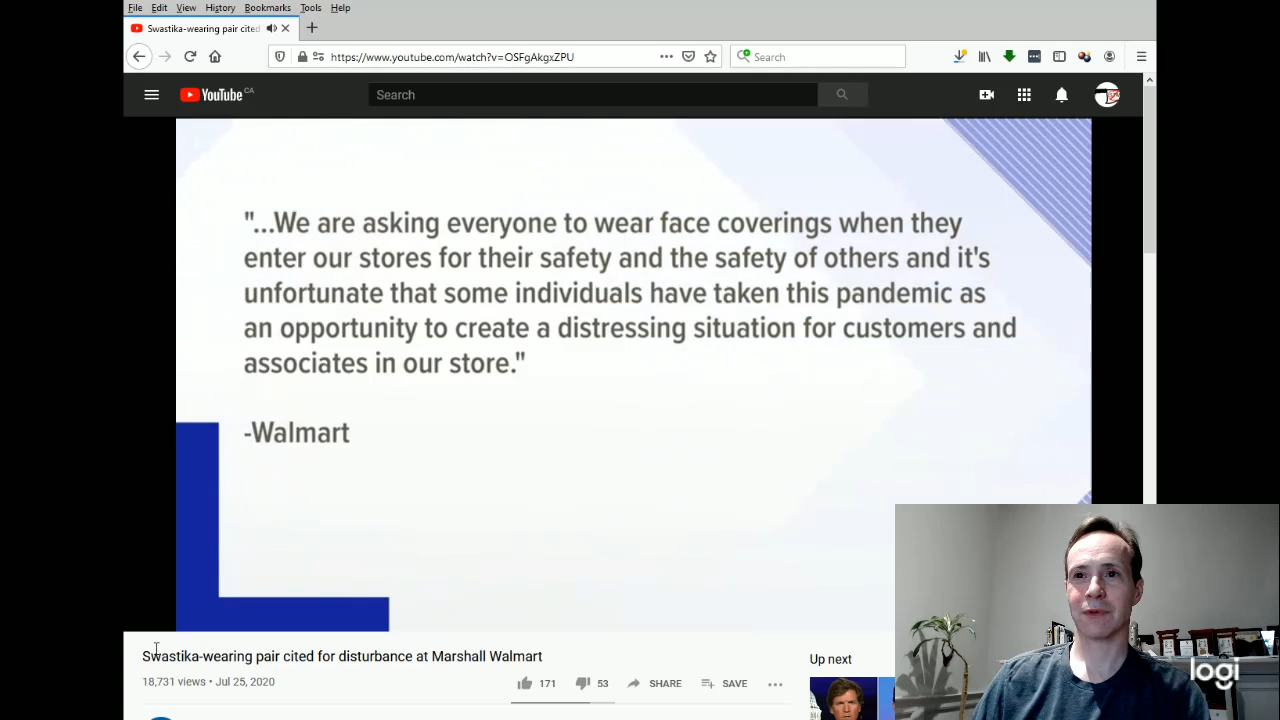 File Edit View History Bookmarks Tools Help
Swastika-wearing pair cited
https://www.youtube.com/watch?v=OSFgAkgxZPU
Search
YouTube CA
Search
"...We are asking everyone to wear face coverings when they
enter our stores for their safety and the safety of others and it's
unfortunate that some individuals have taken this pandemic as
an opportunity to create a distressing situation for customers and
associates in our store."
-Walmart
Swastika-wearing pair cited for disturbance at Marshall Walmart
18,731 views • Jul 25, 2020
171 53 SHARE SAVE
Up next
logi